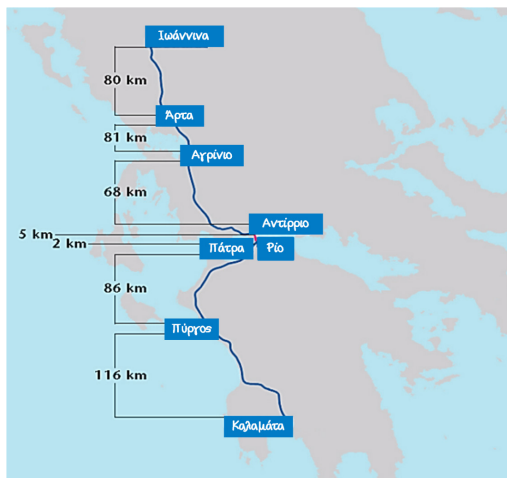 Ιωάννινα
80 km
Άρτα
81 km
Αγρίνιο
68 km
Αντίρριο
5 km
2 km
Πάτρα
Ρίο
86 km
Πύργος
116 km
Καλαμάτα